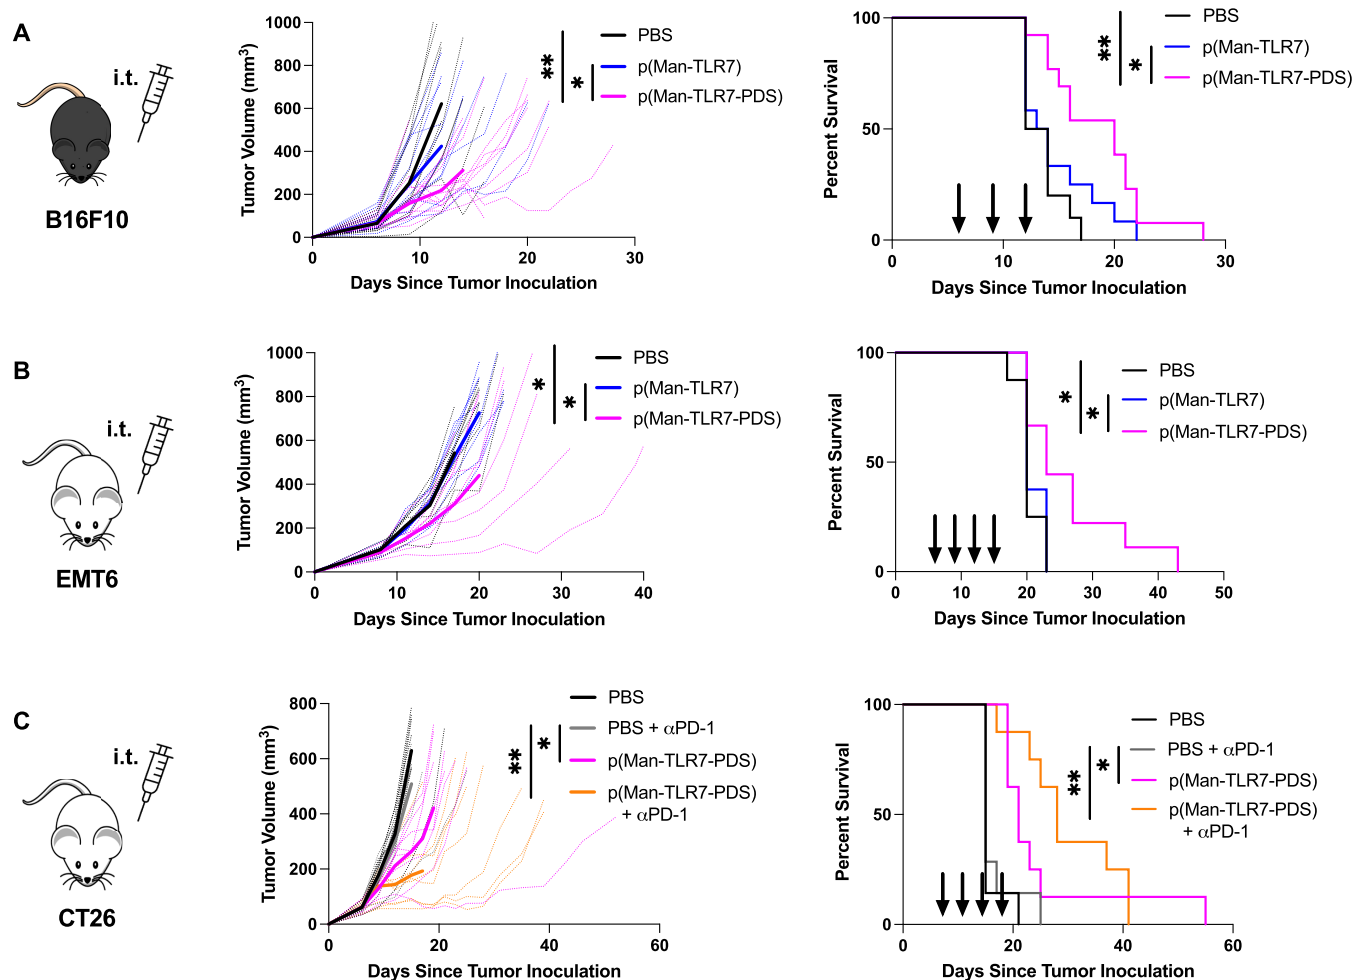 A
i.t.
B16F10
Tumor Volume (mm³)
1000
800
600
400
200
0
0 10 20 30
Days Since Tumor Inoculation
PBS
p(Man-TLR7)
p(Man-TLR7-PDS)
** *
Percent Survival
100
50
0
0 10 20 30
Days Since Tumor Inoculation
PBS
p(Man-TLR7)
p(Man-TLR7-PDS)
** *
B
i.t.
EMT6
Tumor Volume (mm³)
1000
800
600
400
200
0
0 10 20 30 40
Days Since Tumor Inoculation
PBS
p(Man-TLR7)
p(Man-TLR7-PDS)
* *
Percent Survival
100
50
0
0 10 20 30 40 50
Days Since Tumor Inoculation
PBS
p(Man-TLR7)
p(Man-TLR7-PDS)
* *
C
i.t.
CT26
Tumor Volume (mm³)
800
600
400
200
0
0 20 40 60
Days Since Tumor Inoculation
PBS
PBS + αPD-1
p(Man-TLR7-PDS)
p(Man-TLR7-PDS)
+ αPD-1
** *
Percent Survival
100
50
0
0 20 40 60
Days Since Tumor Inoculation
PBS
PBS + αPD-1
p(Man-TLR7-PDS)
p(Man-TLR7-PDS)
+ αPD-1
** *